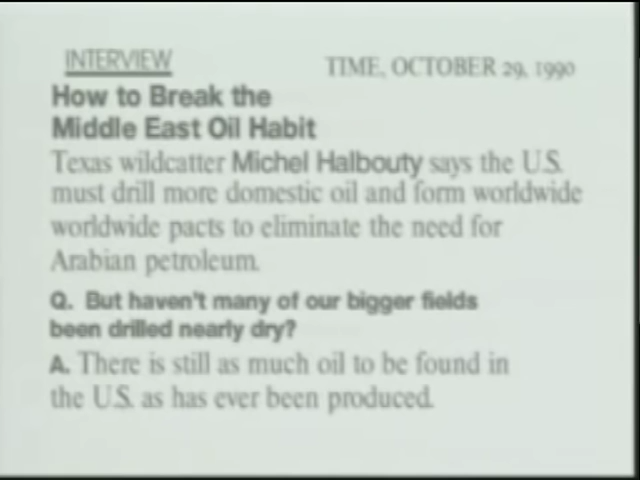 INTERVIEW
TIME, OCTOBER 29, 1990
How to Break the
Middle East Oil Habit
Texas wildcatter Michel Halbouty says the U.S.
must drill more domestic oil and form worldwide
worldwide pacts to eliminate the need for
Arabian petroleum.
Q. But haven't many of our bigger fields
been drilled nearly dry?
A. There is still as much oil to be found in
the U.S. as has ever been produced.